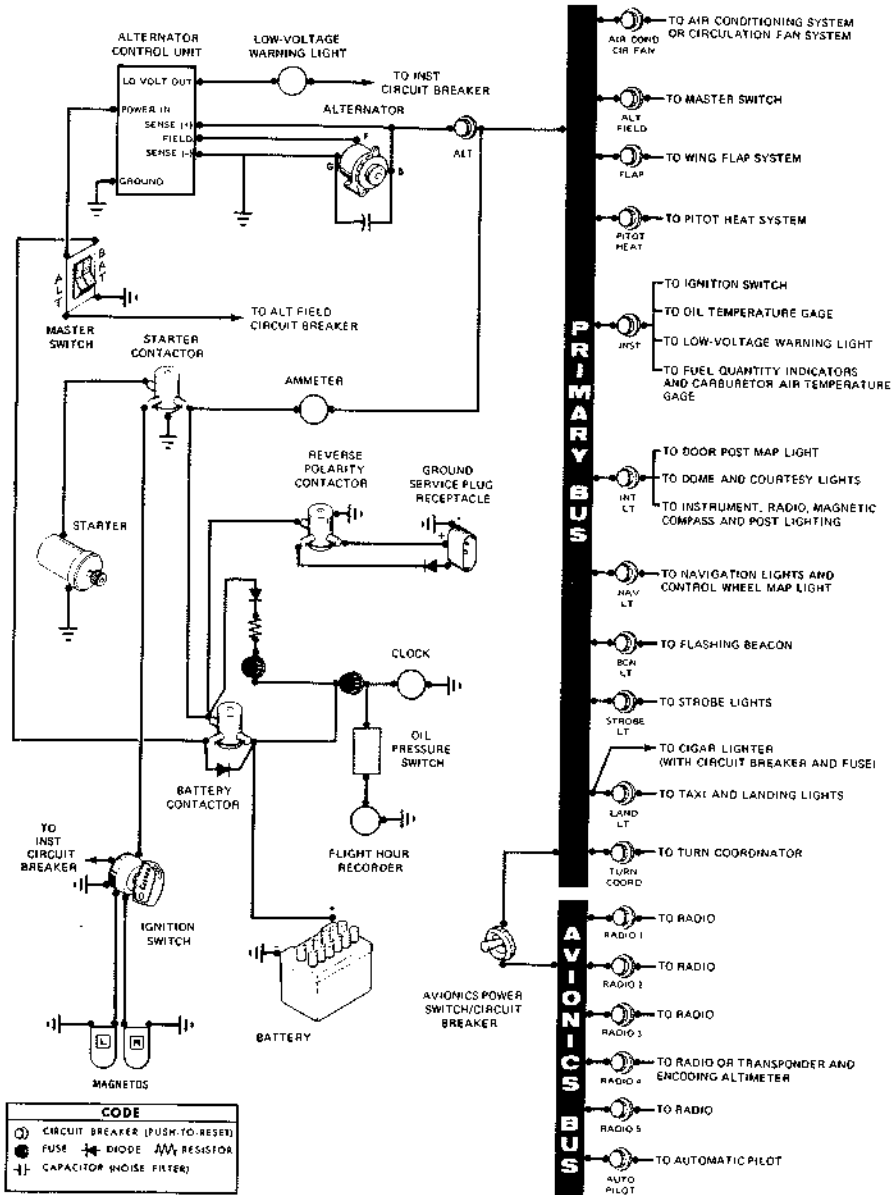 ALTERNATOR
CONTROL UNIT
LOW-VOLTAGE
WARNING LIGHT
LO VOLT OUT
TO INST
CIRCUIT BREAKER
POWER IN
SENSE (+)
FIELD
SENSE (-)
GROUND
ALTERNATOR
F
G
B
ALT
ALT
BAT
MASTER
SWITCH
TO ALT FIELD
CIRCUIT BREAKER
STARTER
CONTACTOR
AMMETER
REVERSE
POLARITY
CONTACTOR
GROUND
SERVICE PLUG
RECEPTACLE
+
-
STARTER
CLOCK
OIL
PRESSURE
SWITCH
BATTERY
CONTACTOR
FLIGHT HOUR
RECORDER
TO
INST
CIRCUIT
BREAKER
IGNITION
SWITCH
+
-
BATTERY
L
R
MAGNETOS
AVIONICS POWER
SWITCH/CIRCUIT
BREAKER
PRIMARY BUS
AIR COND
CIR FAN
TO AIR CONDITIONING SYSTEM
OR CIRCULATION FAN SYSTEM
ALT
FIELD
TO MASTER SWITCH
FLAP
TO WING FLAP SYSTEM
PITOT
HEAT
TO PITOT HEAT SYSTEM
INST
TO IGNITION SWITCH
TO OIL TEMPERATURE GAGE
TO LOW-VOLTAGE WARNING LIGHT
TO FUEL QUANTITY INDICATORS
AND CARBURETOR AIR TEMPERATURE
GAGE
INT
LT
TO DOOR POST MAP LIGHT
TO DOME AND COURTESY LIGHTS
TO INSTRUMENT, RADIO, MAGNETIC
COMPASS AND POST LIGHTING
NAV
LT
TO NAVIGATION LIGHTS AND
CONTROL WHEEL MAP LIGHT
BCN
LT
TO FLASHING BEACON
STROBE
LT
TO STROBE LIGHTS
TO CIGAR LIGHTER
(WITH CIRCUIT BREAKER AND FUSE)
LAND
LT
TO TAXI AND LANDING LIGHTS
TURN
COORD
TO TURN COORDINATOR
AVIONICS BUS
RADIO 1
TO RADIO
RADIO 2
TO RADIO
RADIO 3
TO RADIO
RADIO 4
TO RADIO OR TRANSPONDER AND
ENCODING ALTIMETER
RADIO 5
TO RADIO
AUTO
PILOT
TO AUTOMATIC PILOT
CODE
CIRCUIT BREAKER (PUSH-TO-RESET)
FUSE DIODE RESISTOR
CAPACITOR (NOISE FILTER)